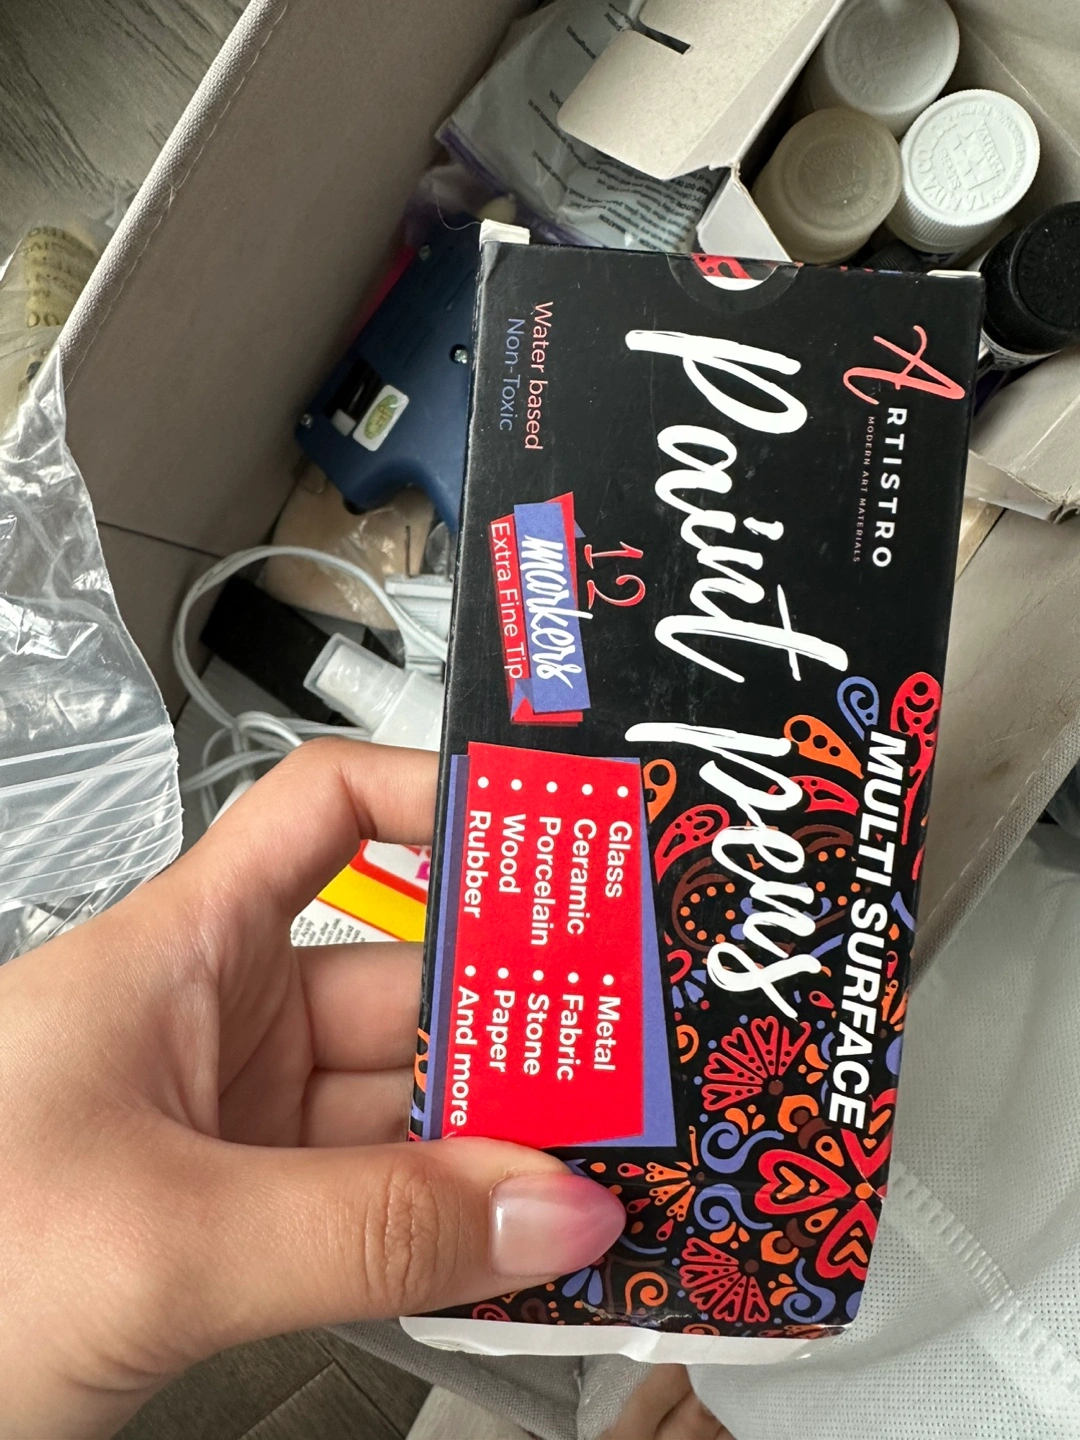 ARTISTRO
MODERN ART MATERIALS
Paint Pens
MULTI SURFACE
Water based
Non-Toxic
12
markers
Extra Fine Tip
• Glass
• Ceramic
• Porcelain
• Wood
• Rubber
• Metal
• Fabric
• Stone
• Paper
• And more